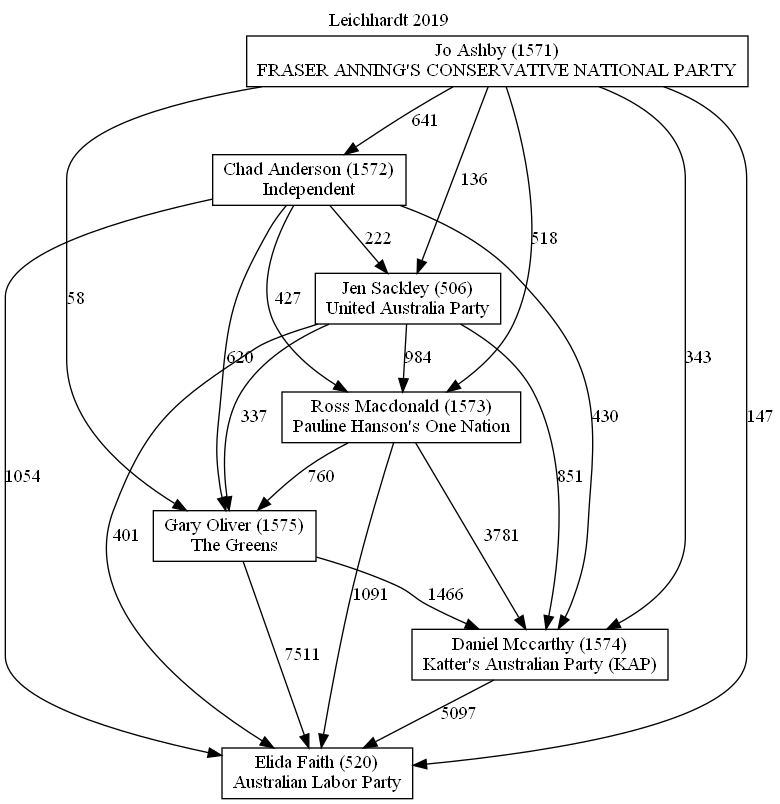 Leichhardt 2019
Jo Ashby (1571)
FRASER ANNING'S CONSERVATIVE NATIONAL PARTY
641
136
Chad Anderson (1572)
Independent
222
518
Jen Sackley (506)
United Australia Party
58
427
620
984
343
Ross Macdonald (1573)
Pauline Hanson's One Nation
337
430
147
1054
760
851
Gary Oliver (1575)
The Greens
401
3781
1091
1466
7511
Daniel Mccarthy (1574)
Katter's Australian Party (KAP)
5097
Elida Faith (520)
Australian Labor Party